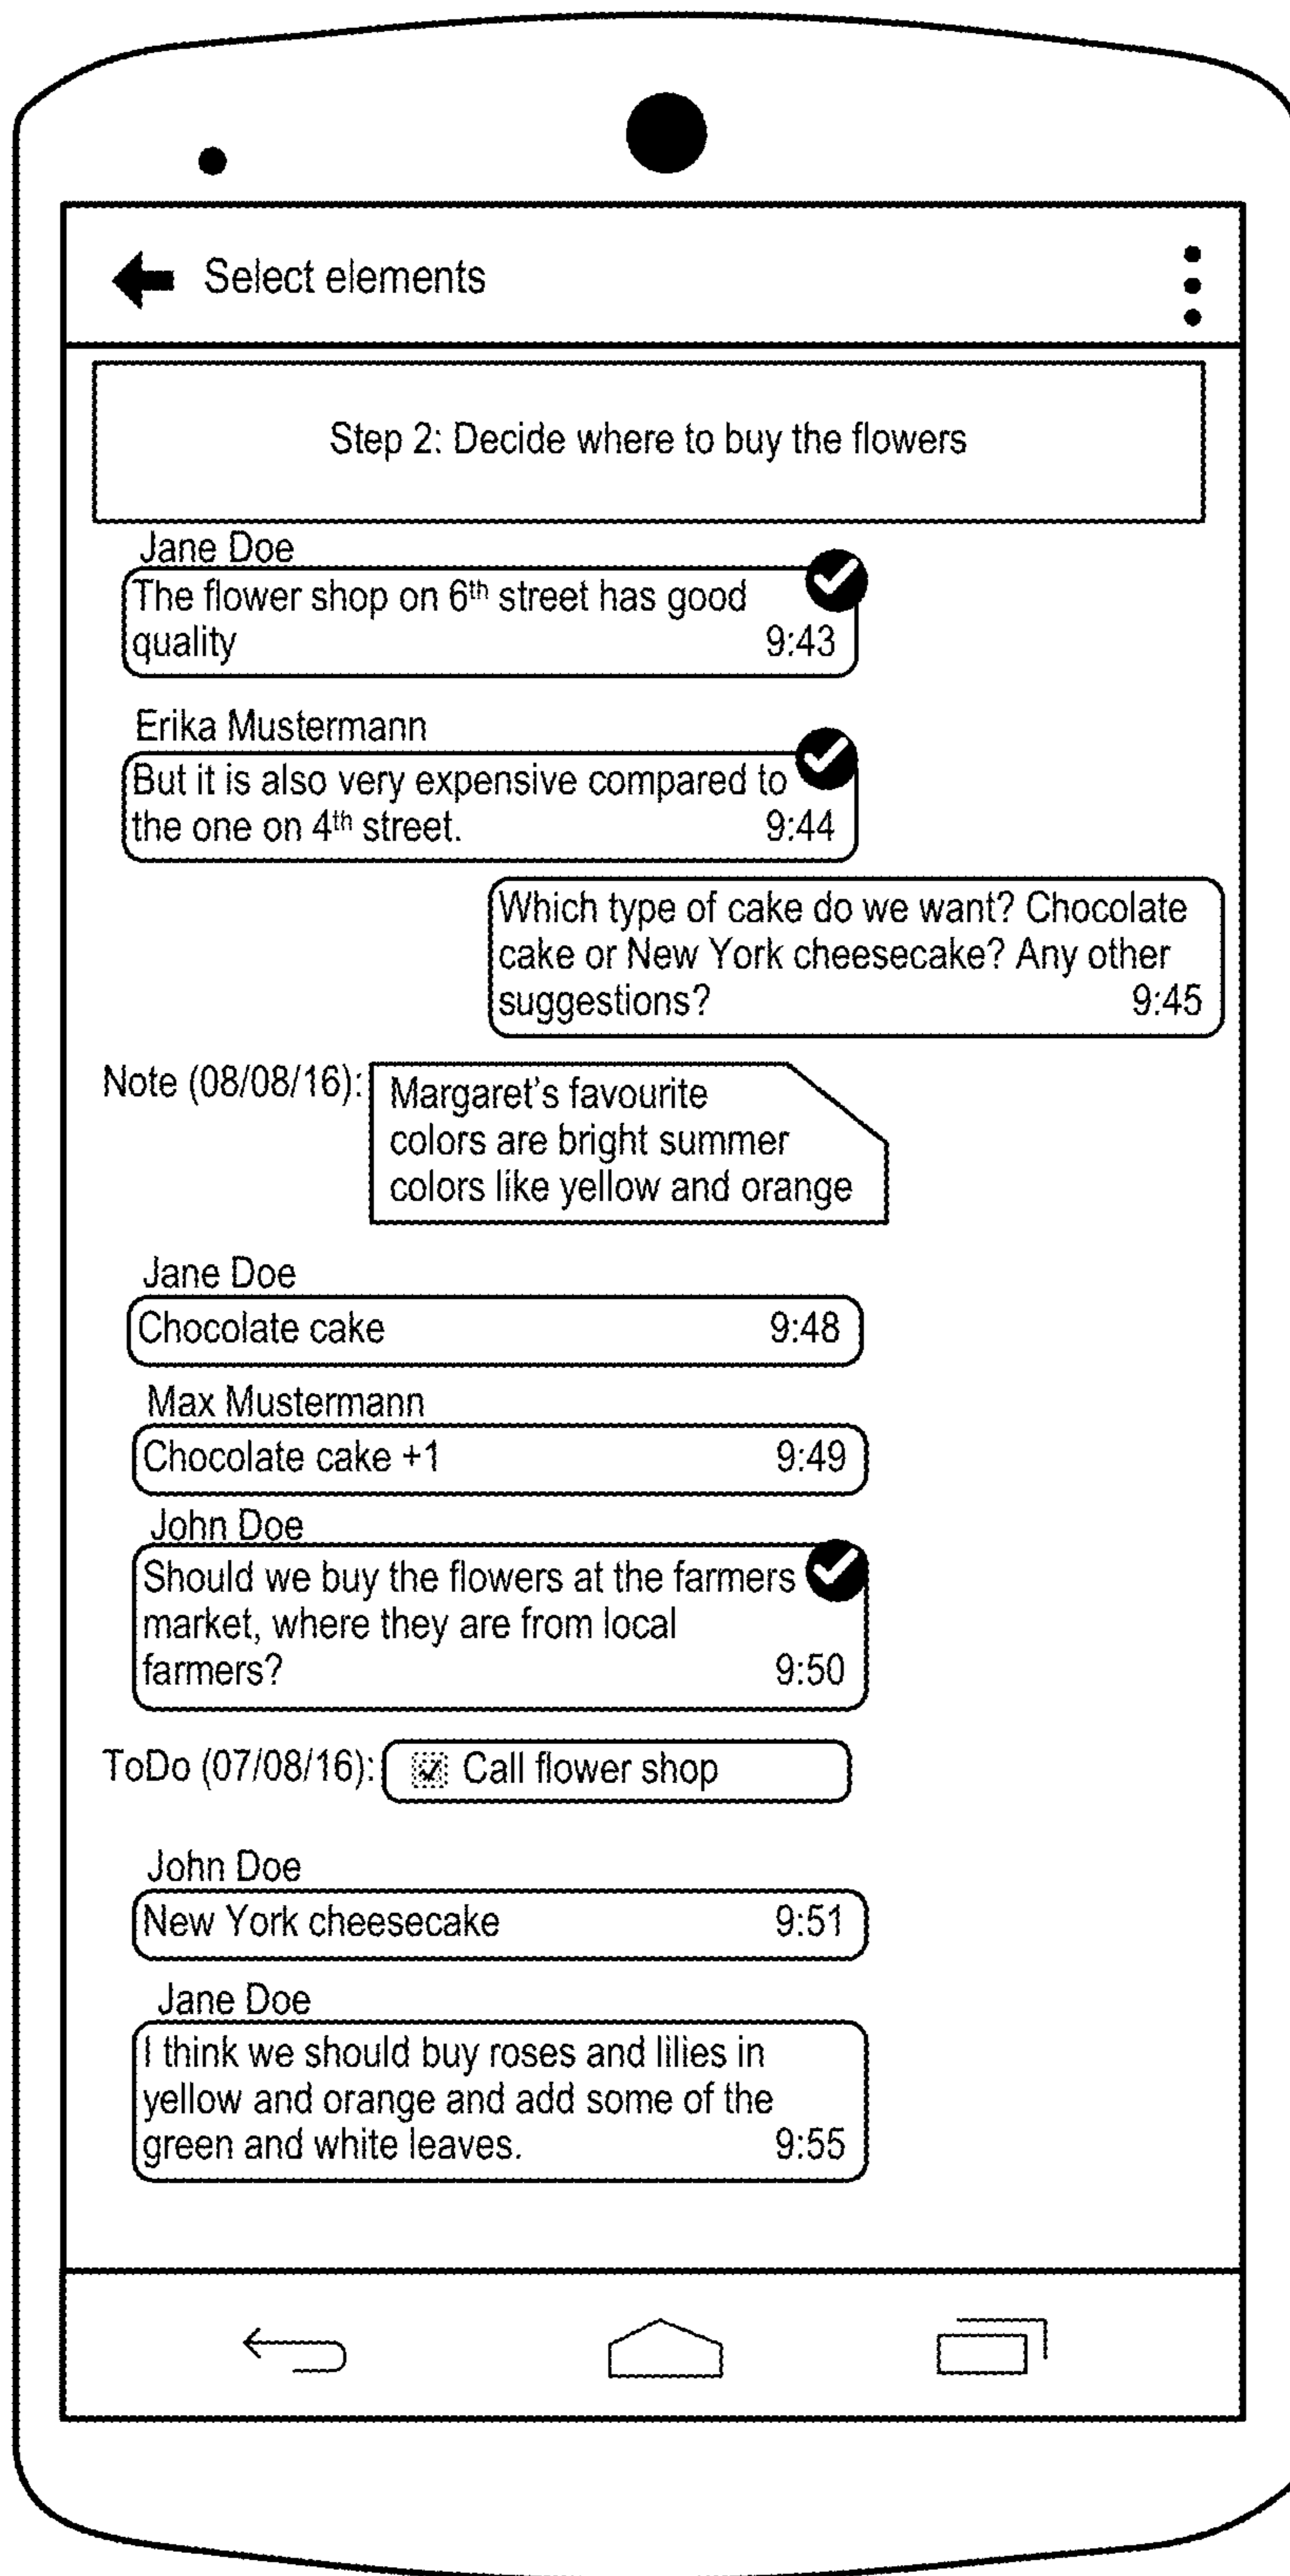 Select elements
Step 2: Decide where to buy the flowers
Jane Doe
The flower shop on 6th street has good
quality 9:43
Erika Mustermann
But it is also very expensive compared to
the one on 4th street. 9:44
Which type of cake do we want? Chocolate
cake or New York cheesecake? Any other
suggestions? 9:45
Note (08/08/16):
Margaret's favourite
colors are bright summer
colors like yellow and orange
Jane Doe
Chocolate cake 9:48
Max Mustermann
Chocolate cake +1 9:49
John Doe
Should we buy the flowers at the farmers
market, where they are from local
farmers? 9:50
ToDo (07/08/16): Call flower shop
John Doe
New York cheesecake 9:51
Jane Doe
I think we should buy roses and lilies in
yellow and orange and add some of the
green and white leaves. 9:55